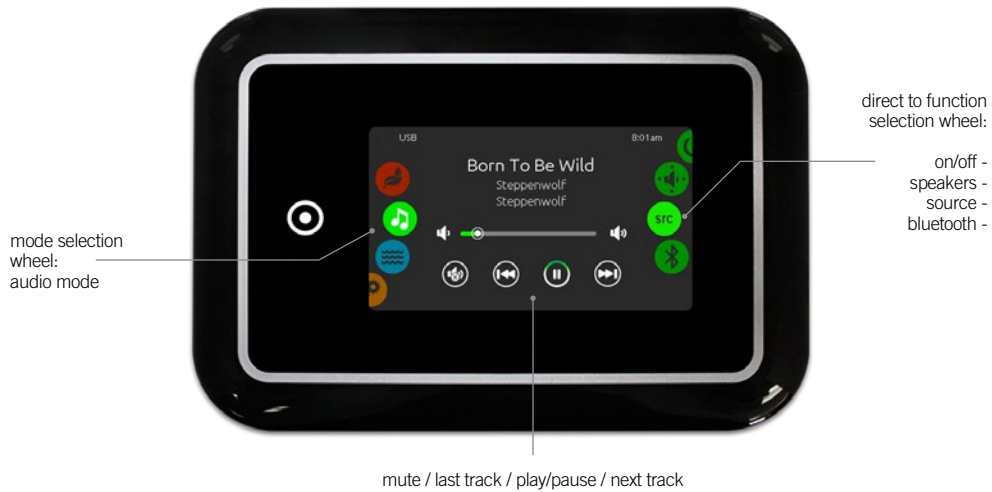 USB
8:01am
Born To Be Wild
Steppenwolf
Steppenwolf
src
direct to function
selection wheel:
on/off -
speakers -
source -
bluetooth -
mode selection
wheel:
audio mode
mute / last track / play/pause / next track